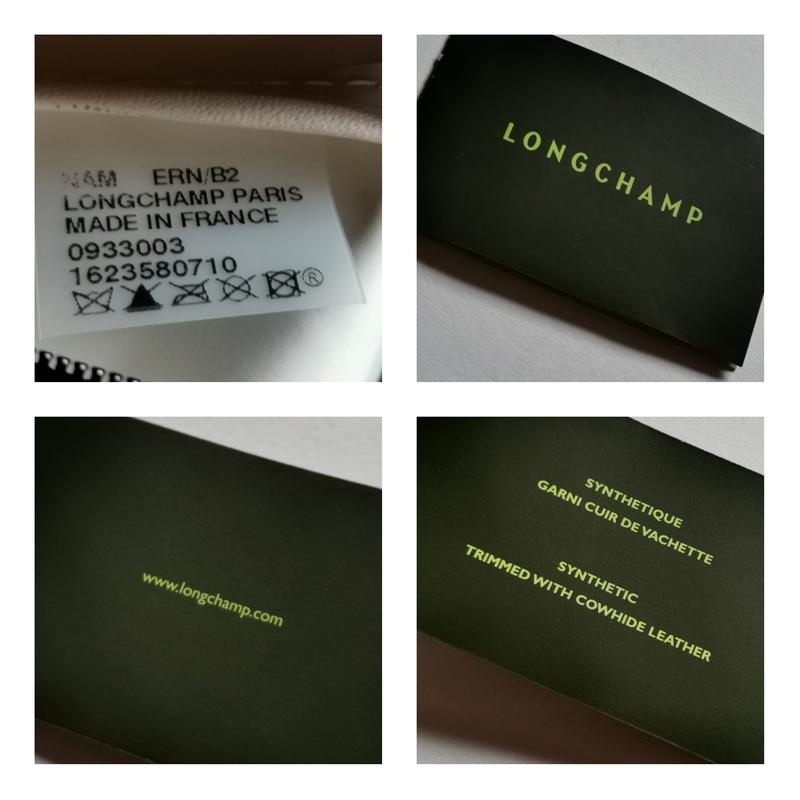 NAM ERN/B2
LONGCHAMP PARIS
MADE IN FRANCE
0933003
1623580710
®
LONGCHAMP
www.longchamp.com
SYNTHETIQUE
GARNI CUIR DE VACHETTE
SYNTHETIC
TRIMMED WITH COWHIDE LEATHER